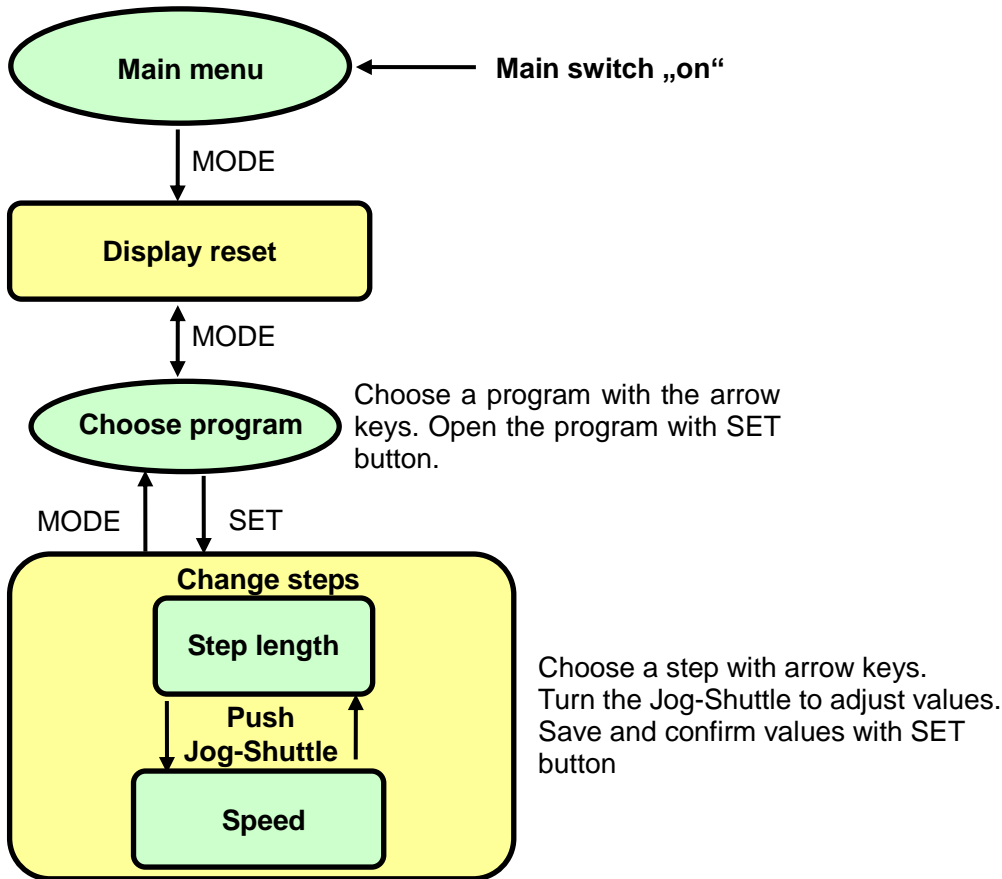 Main menu
Main switch „on“
MODE
Display reset
MODE
Choose program
Choose a program with the arrow
keys. Open the program with SET
button.
MODE
SET
Change steps
Step length
Push
Jog-Shuttle
Speed
Choose a step with arrow keys.
Turn the Jog-Shuttle to adjust values.
Save and confirm values with SET
button